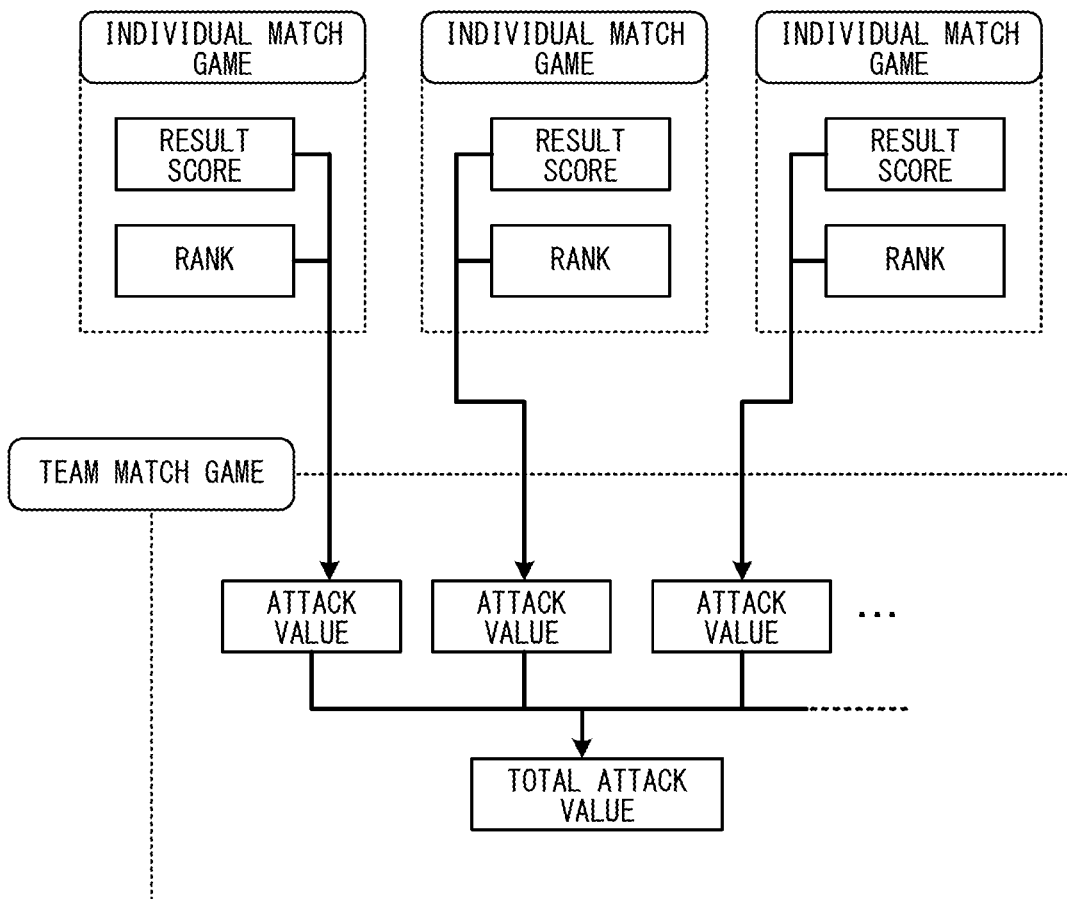 INDIVIDUAL MATCH
GAME
INDIVIDUAL MATCH
GAME
INDIVIDUAL MATCH
GAME
RESULT
SCORE
RESULT
SCORE
RESULT
SCORE
RANK
RANK
RANK
TEAM MATCH GAME
ATTACK
VALUE
ATTACK
VALUE
ATTACK
VALUE
...
TOTAL ATTACK
VALUE